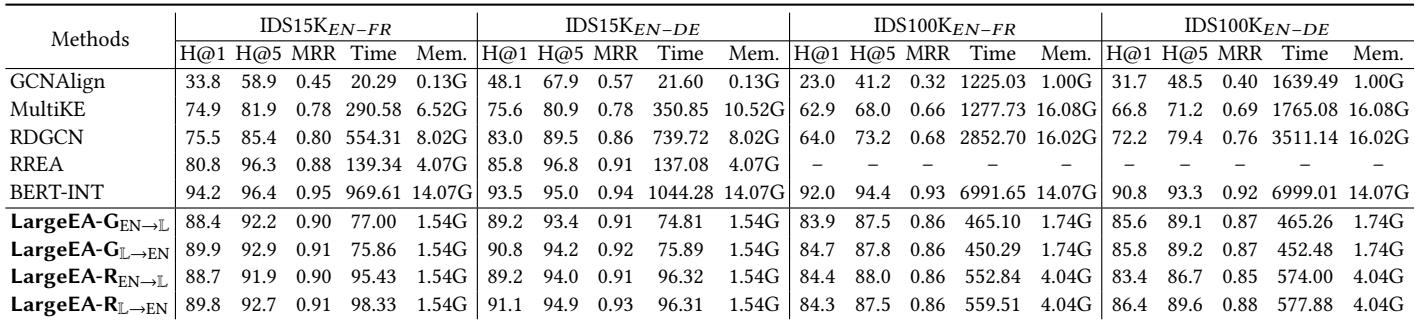 Methods IDS15K_EN−FR IDS15K_EN−DE IDS100K_EN−FR IDS100K_EN−DE
H@1 H@5 MRR Time Mem. H@1 H@5 MRR Time Mem. H@1 H@5 MRR Time Mem. H@1 H@5 MRR Time Mem.
GCNAlign 33.8 58.9 0.45 20.29 0.13G 48.1 67.9 0.57 21.60 0.13G 23.0 41.2 0.32 1225.03 1.00G 31.7 48.5 0.40 1639.49 1.00G
MultiKE 74.9 81.9 0.78 290.58 6.52G 75.6 80.9 0.78 350.85 10.52G 62.9 68.0 0.66 1277.73 16.08G 66.8 71.2 0.69 1765.08 16.08G
RDGCN 75.5 85.4 0.80 554.31 8.02G 83.0 89.5 0.86 739.72 8.02G 64.0 73.2 0.68 2852.70 16.02G 72.2 79.4 0.76 3511.14 16.02G
RREA 80.8 96.3 0.88 139.34 4.07G 85.8 96.8 0.91 137.08 4.07G – – – – – – – – – –
BERT-INT 94.2 96.4 0.95 969.61 14.07G 93.5 95.0 0.94 1044.28 14.07G 92.0 94.4 0.93 6991.65 14.07G 90.8 93.3 0.92 6999.01 14.07G
LargeEA-G_EN→𝕃 88.4 92.2 0.90 77.00 1.54G 89.2 93.4 0.91 74.81 1.54G 83.9 87.5 0.86 465.10 1.74G 85.6 89.1 0.87 465.26 1.74G
LargeEA-G_𝕃→EN 89.9 92.9 0.91 75.86 1.54G 90.8 94.2 0.92 75.89 1.54G 84.7 87.8 0.86 450.29 1.74G 85.8 89.2 0.87 452.48 1.74G
LargeEA-R_EN→𝕃 88.7 91.9 0.90 95.43 1.54G 89.2 94.0 0.91 96.32 1.54G 84.4 88.0 0.86 552.84 4.04G 83.4 86.7 0.85 574.00 4.04G
LargeEA-R_𝕃→EN 89.8 92.7 0.91 98.33 1.54G 91.1 94.9 0.93 96.31 1.54G 84.3 87.5 0.86 559.51 4.04G 86.4 89.6 0.88 577.88 4.04G